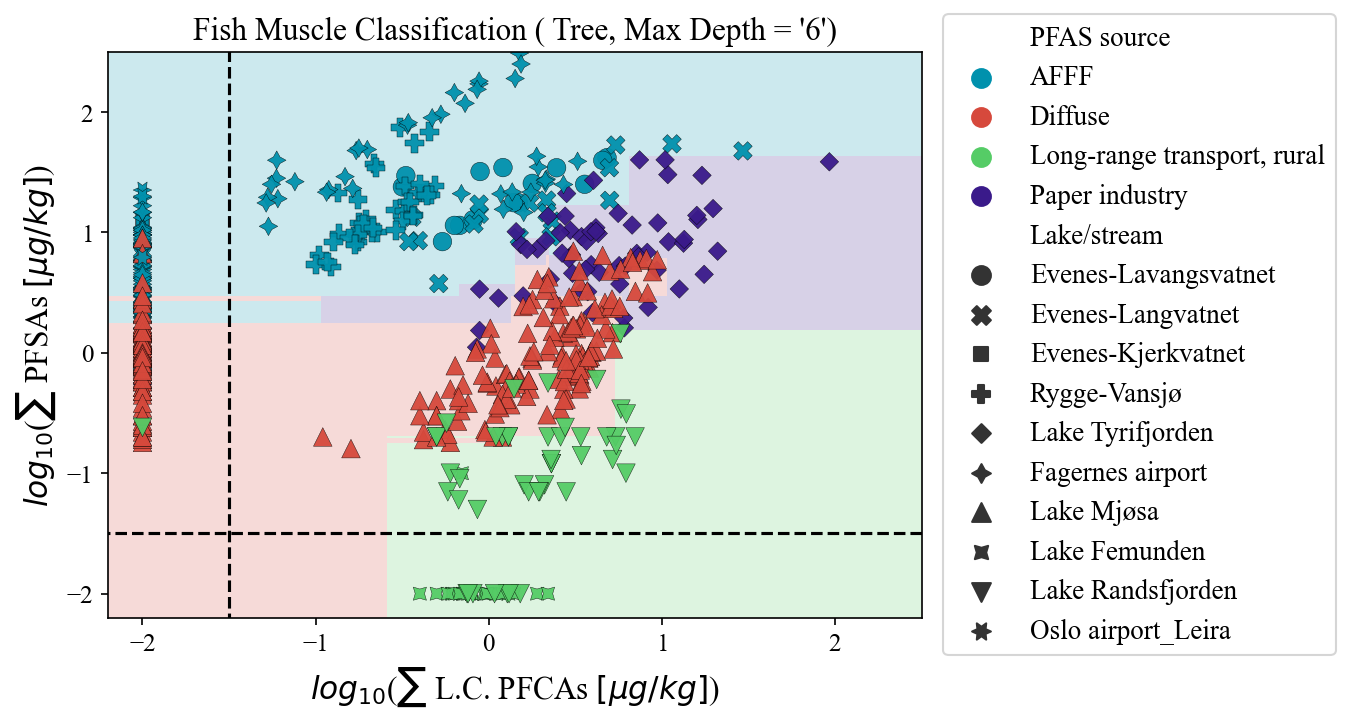 Fish Muscle Classification ( Tree, Max Depth = '6')
log10(∑ PFSAs [μg/kg])
2
1
0
−1
−2
−2
−1
0
1
2
log10(∑ L.C. PFCAs [μg/kg])
PFAS source
AFFF
Diffuse
Long-range transport, rural
Paper industry
Lake/stream
Evenes-Lavangsvatnet
Evenes-Langvatnet
Evenes-Kjerkvatnet
Rygge-Vansjø
Lake Tyrifjorden
Fagernes airport
Lake Mjøsa
Lake Femunden
Lake Randsfjorden
Oslo airport_Leira